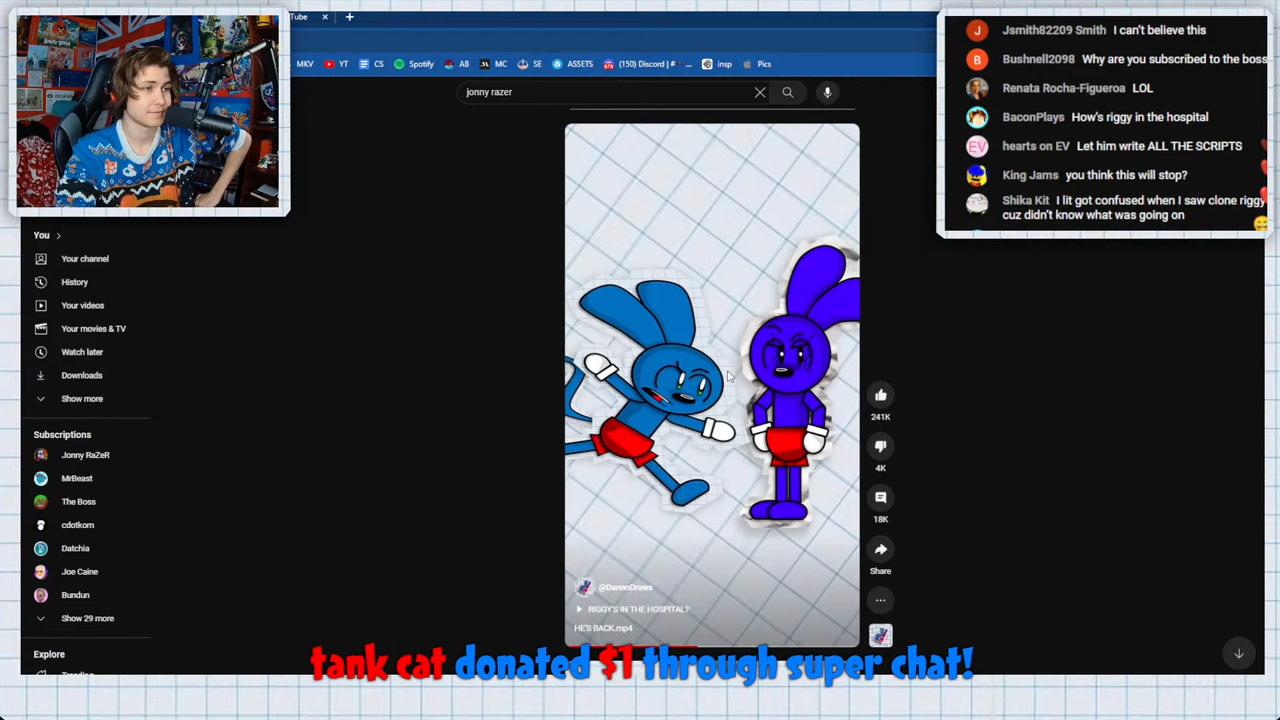 Tube
MKV YT CS Spotify AB MC SE ASSETS (150) Discord | insp Pics
jonny razer
Jsmith82209 Smith I can't believe this
Bushnell2098 Why are you subscribed to the boss
Renata Rocha-Figueroa LOL
BaconPlays How's riggy in the hospital
EV hearts on EV Let him write ALL THE SCRIPTS
King Jams you think this will stop?
Shika Kit I lit got confused when I saw clone riggy
cuz didn't know what was going on
You
Your channel
History
Your videos
Your movies & TV
Watch later
Downloads
Show more
Subscriptions
Jonny RaZeR
MrBeast
The Boss
cdotkom
Datchia
Joe Caine
Bundun
Show 29 more
Explore
241K
4K
18K
Share
@DannoDraws
RIGGY'S IN THE HOSPITAL?
HE'S BACK.mp4
tank cat donated $1 through super chat!